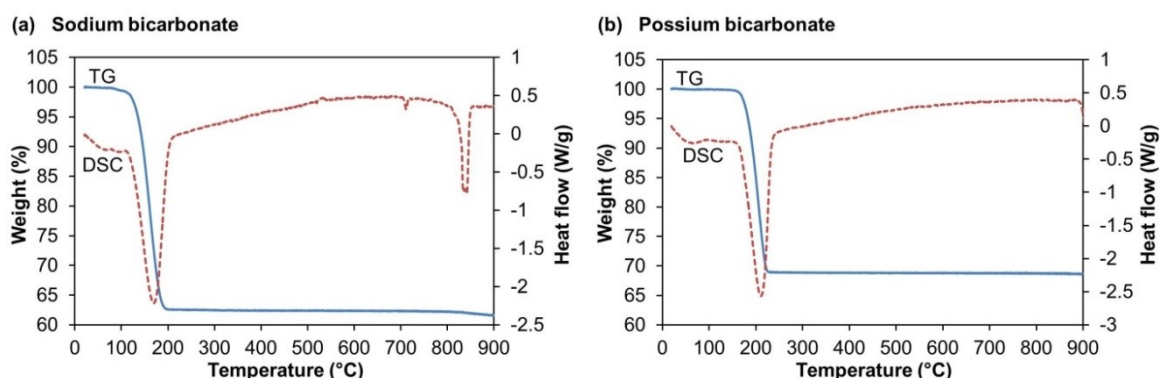 (a) Sodium bicarbonate
105
100
95
90
85
80
75
70
65
60
Weight (%)
TG
DSC
1
0.5
0
-0.5
-1
-1.5
-2
-2.5
Heat flow (W/g)
0 100 200 300 400 500 600 700 800 900
Temperature (°C)
(b) Possium bicarbonate
105
100
95
90
85
80
75
70
65
60
Weight (%)
TG
DSC
1
0.5
0
-0.5
-1
-1.5
-2
-2.5
-3
Heat flow (W/g)
0 100 200 300 400 500 600 700 800 900
Temperature (°C)